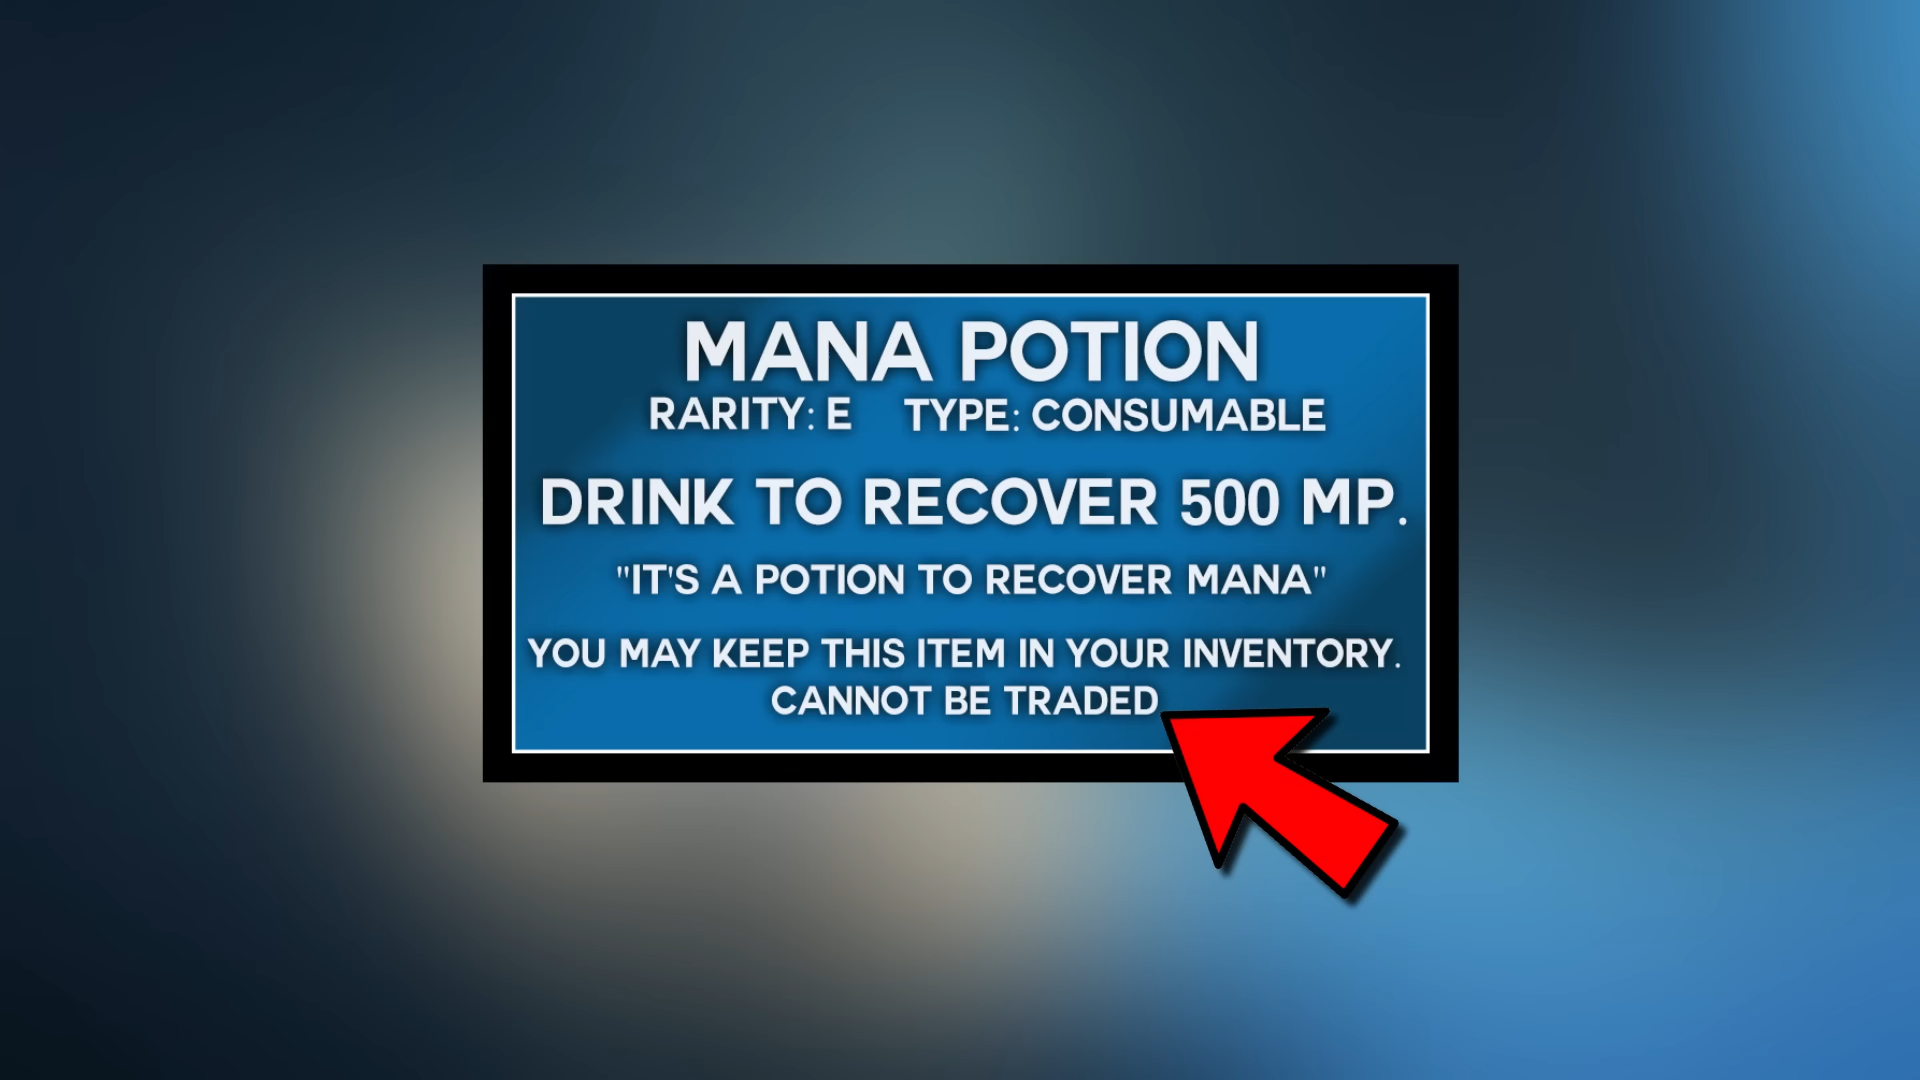 MANA POTION
RARITY: E TYPE: CONSUMABLE
DRINK TO RECOVER 500 MP.
"IT'S A POTION TO RECOVER MANA"
YOU MAY KEEP THIS ITEM IN YOUR INVENTORY.
CANNOT BE TRADED